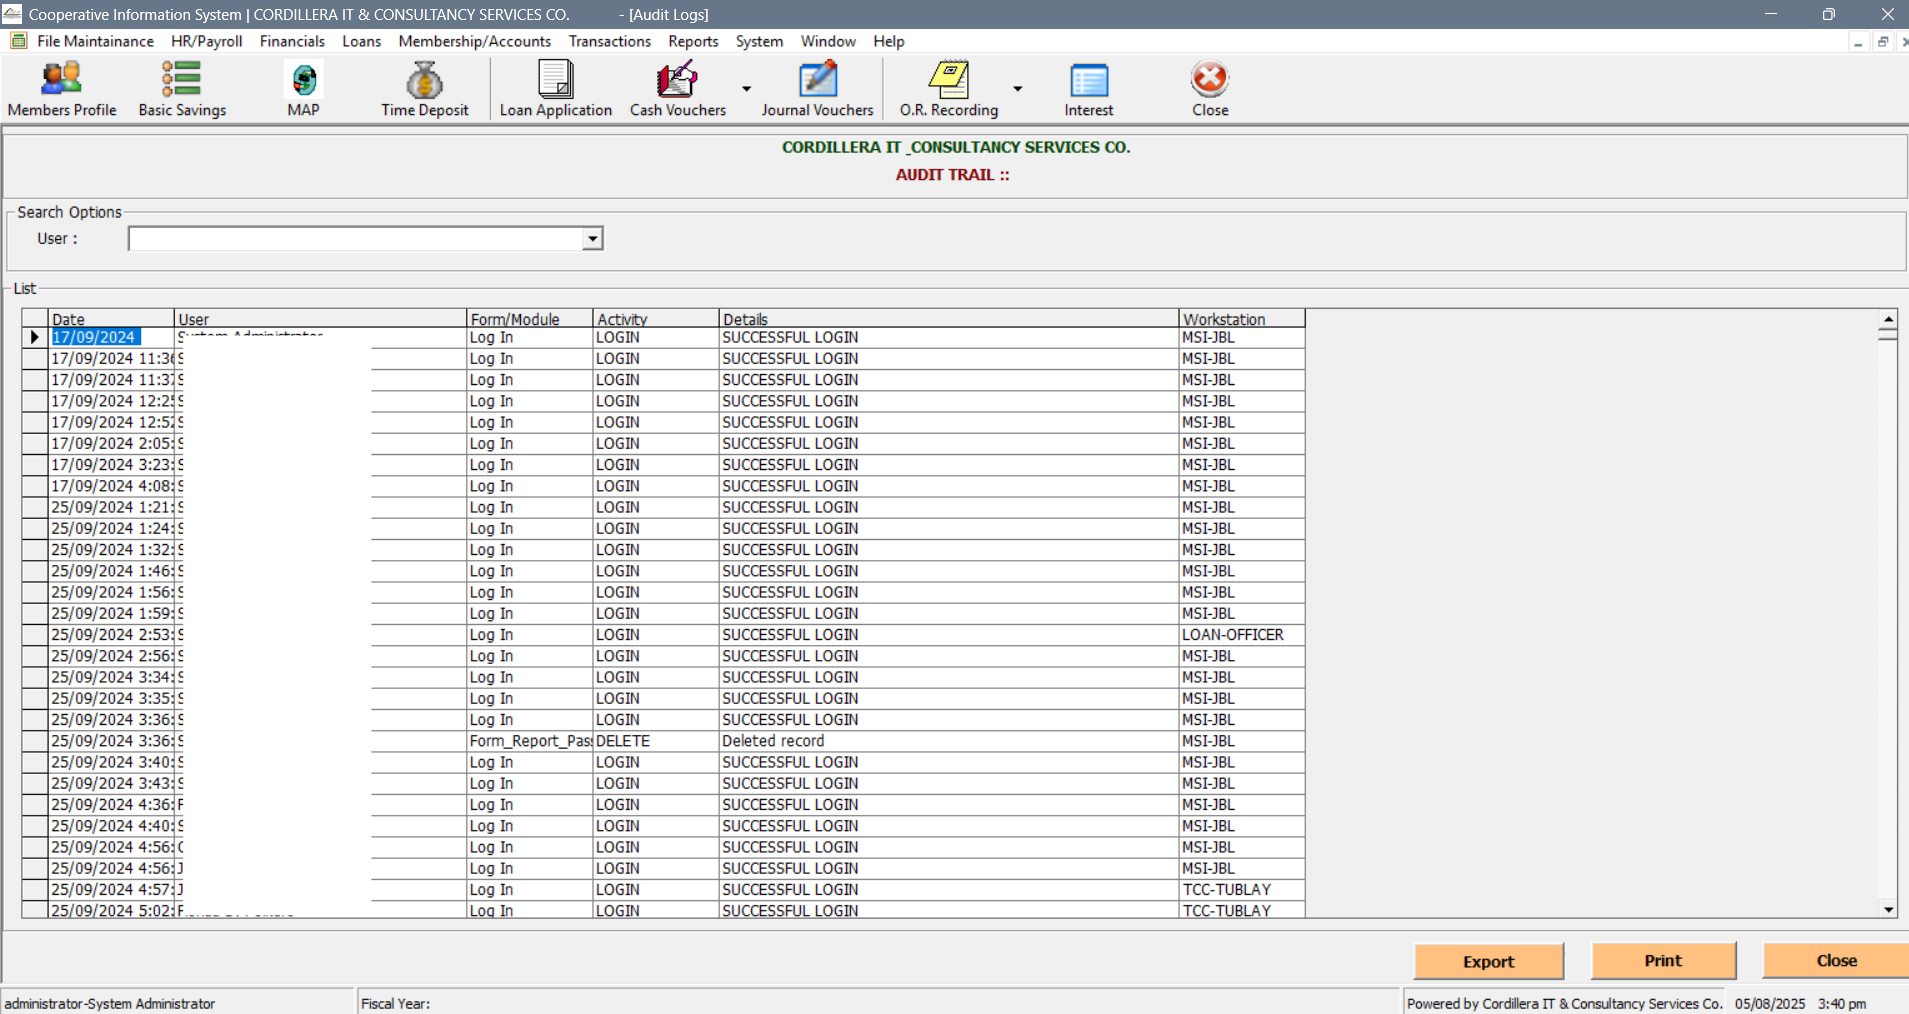 Cooperative Information System | CORDILLERA IT & CONSULTANCY SERVICES CO. - [Audit Logs]
File Maintainance HR/Payroll Financials Loans Membership/Accounts Transactions Reports System Window Help
Members Profile Basic Savings MAP Time Deposit Loan Application Cash Vouchers Journal Vouchers O.R. Recording Interest Close
CORDILLERA IT _CONSULTANCY SERVICES CO.
AUDIT TRAIL ::
Search Options
User :
List
Date User Form/Module Activity Details Workstation
17/09/2024 System Administrator Log In LOGIN SUCCESSFUL LOGIN MSI-JBL
17/09/2024 11:36 S Log In LOGIN SUCCESSFUL LOGIN MSI-JBL
17/09/2024 11:37 S Log In LOGIN SUCCESSFUL LOGIN MSI-JBL
17/09/2024 12:25 S Log In LOGIN SUCCESSFUL LOGIN MSI-JBL
17/09/2024 12:52 S Log In LOGIN SUCCESSFUL LOGIN MSI-JBL
17/09/2024 2:05: S Log In LOGIN SUCCESSFUL LOGIN MSI-JBL
17/09/2024 3:23: S Log In LOGIN SUCCESSFUL LOGIN MSI-JBL
17/09/2024 4:08: S Log In LOGIN SUCCESSFUL LOGIN MSI-JBL
25/09/2024 1:21: S Log In LOGIN SUCCESSFUL LOGIN MSI-JBL
25/09/2024 1:24: S Log In LOGIN SUCCESSFUL LOGIN MSI-JBL
25/09/2024 1:32: S Log In LOGIN SUCCESSFUL LOGIN MSI-JBL
25/09/2024 1:46: S Log In LOGIN SUCCESSFUL LOGIN MSI-JBL
25/09/2024 1:56: S Log In LOGIN SUCCESSFUL LOGIN MSI-JBL
25/09/2024 1:59: S Log In LOGIN SUCCESSFUL LOGIN MSI-JBL
25/09/2024 2:53: S Log In LOGIN SUCCESSFUL LOGIN LOAN-OFFICER
25/09/2024 2:56: S Log In LOGIN SUCCESSFUL LOGIN MSI-JBL
25/09/2024 3:34: S Log In LOGIN SUCCESSFUL LOGIN MSI-JBL
25/09/2024 3:35: S Log In LOGIN SUCCESSFUL LOGIN MSI-JBL
25/09/2024 3:36: S Log In LOGIN SUCCESSFUL LOGIN MSI-JBL
25/09/2024 3:36: S Form_Report_Pas DELETE Deleted record MSI-JBL
25/09/2024 3:40: S Log In LOGIN SUCCESSFUL LOGIN MSI-JBL
25/09/2024 3:43: S Log In LOGIN SUCCESSFUL LOGIN MSI-JBL
25/09/2024 4:36: F Log In LOGIN SUCCESSFUL LOGIN MSI-JBL
25/09/2024 4:40: S Log In LOGIN SUCCESSFUL LOGIN MSI-JBL
25/09/2024 4:56: Log In LOGIN SUCCESSFUL LOGIN MSI-JBL
25/09/2024 4:56: J Log In LOGIN SUCCESSFUL LOGIN MSI-JBL
25/09/2024 4:57: J Log In LOGIN SUCCESSFUL LOGIN TCC-TUBLAY
25/09/2024 5:02: Log In LOGIN SUCCESSFUL LOGIN TCC-TUBLAY
Export Print Close
administrator-System Administrator Fiscal Year: Powered by Cordillera IT & Consultancy Services Co. 05/08/2025 3:40 pm